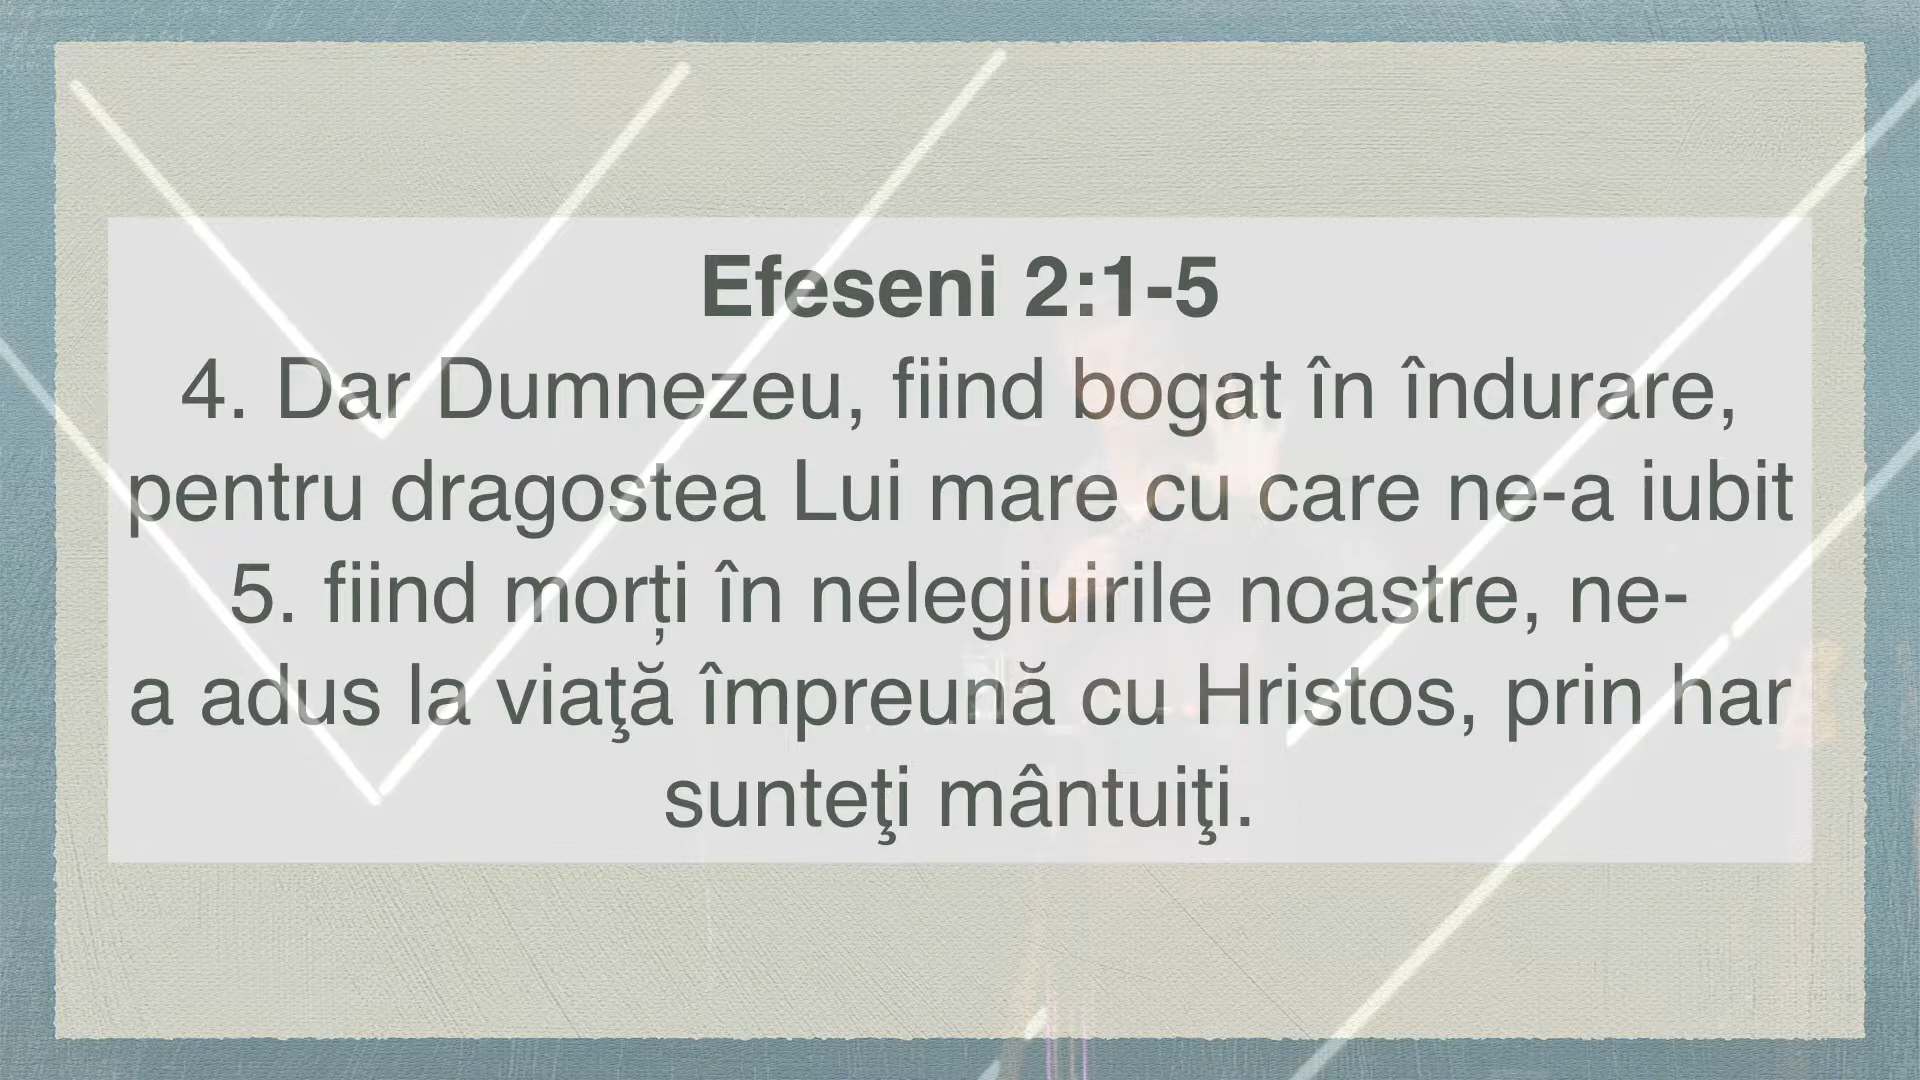 Efeseni 2:1-5
4. Dar Dumnezeu, fiind bogat în îndurare,
pentru dragostea Lui mare cu care ne-a iubit
5. fiind morți în nelegiuirile noastre, ne-
a adus la viaţă împreună cu Hristos, prin har
sunteţi mântuiţi.